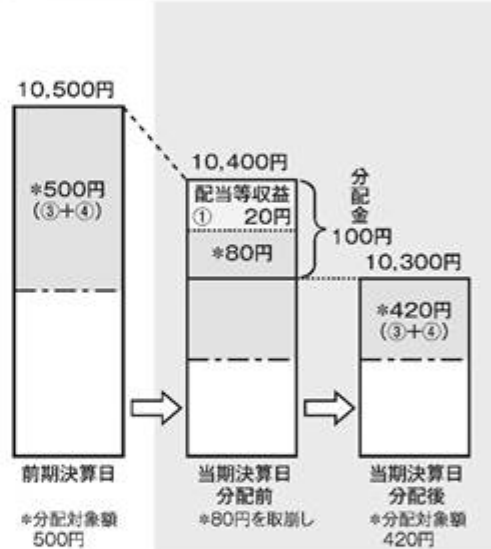 10,500円
*500円
(③+④)
前期決算日
*分配対象額
500円
10,400円
配当等収益
① 20円
*80円
分配金
100円
当期決算日
分配前
*80円を取崩し
10,300円
*420円
(③+④)
当期決算日
分配後
*分配対象額
420円